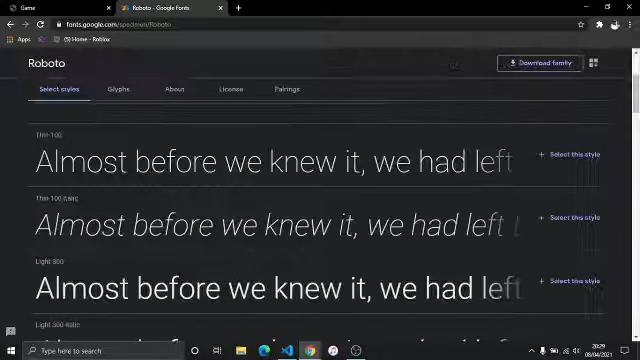 Game
Roboto - Google Fonts
fonts.google.com/specimen/Roboto
Apps
(5) Home - Roblox
Roboto
Download family
Select styles
Glyphs
About
License
Pairings
Thin 100
Almost before we knew it, we had left
+ Select this style
Thin 100 italic
Almost before we knew it, we had left
+ Select this style
Light 300
Almost before we knew it, we had left
+ Select this style
Light 300 italic
Type here to search
20:29
08/04/2021